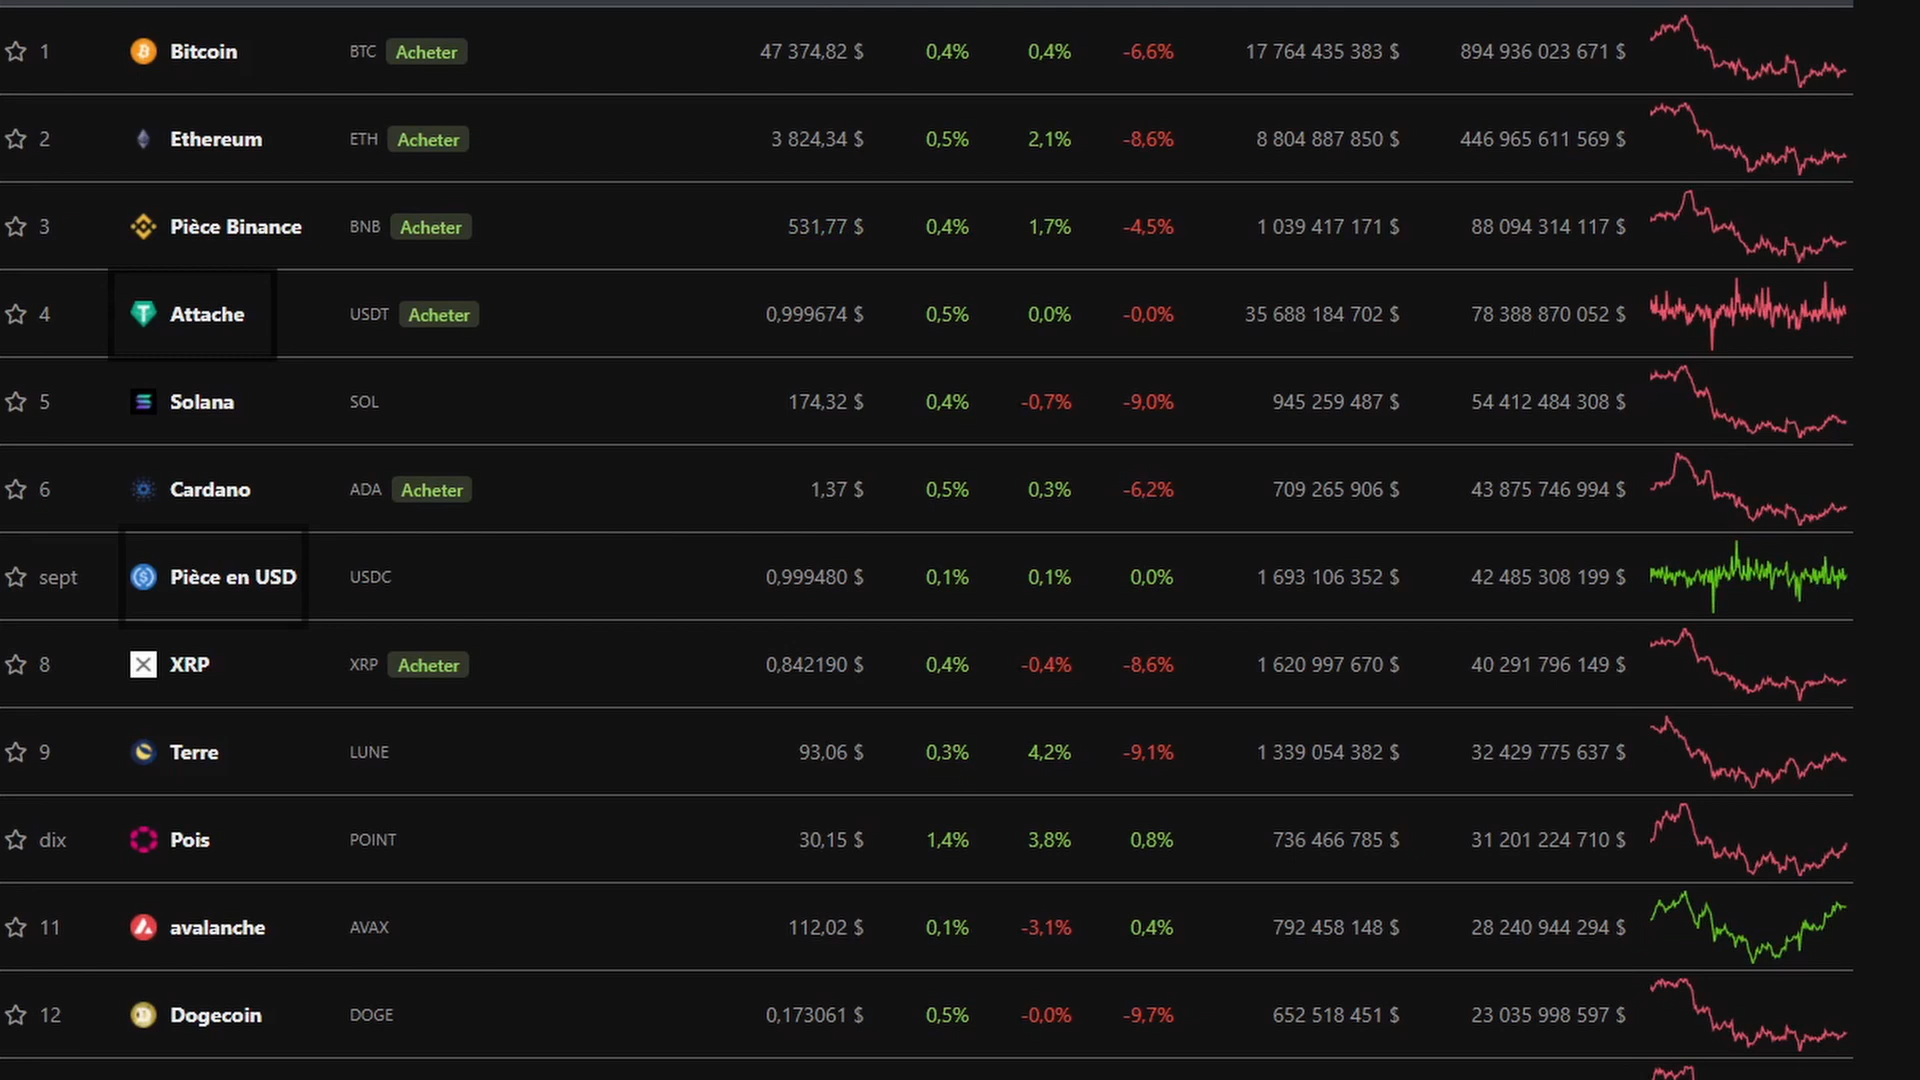 1 Bitcoin BTC Acheter 47 374,82 $ 0,4% 0,4% -6,6% 17 764 435 383 $ 894 936 023 671 $
2 Ethereum ETH Acheter 3 824,34 $ 0,5% 2,1% -8,6% 8 804 887 850 $ 446 965 611 569 $
3 Pièce Binance BNB Acheter 531,77 $ 0,4% 1,7% -4,5% 1 039 417 171 $ 88 094 314 117 $
4 Attache USDT Acheter 0,999674 $ 0,5% 0,0% -0,0% 35 688 184 702 $ 78 388 870 052 $
5 Solana SOL 174,32 $ 0,4% -0,7% -9,0% 945 259 487 $ 54 412 484 308 $
6 Cardano ADA Acheter 1,37 $ 0,5% 0,3% -6,2% 709 265 906 $ 43 875 746 994 $
sept Pièce en USD USDC 0,999480 $ 0,1% 0,1% 0,0% 1 693 106 352 $ 42 485 308 199 $
8 XRP XRP Acheter 0,842190 $ 0,4% -0,4% -8,6% 1 620 997 670 $ 40 291 796 149 $
9 Terre LUNE 93,06 $ 0,3% 4,2% -9,1% 1 339 054 382 $ 32 429 775 637 $
dix Pois POINT 30,15 $ 1,4% 3,8% 0,8% 736 466 785 $ 31 201 224 710 $
11 avalanche AVAX 112,02 $ 0,1% -3,1% 0,4% 792 458 148 $ 28 240 944 294 $
12 Dogecoin DOGE 0,173061 $ 0,5% -0,0% -9,7% 652 518 451 $ 23 035 998 597 $